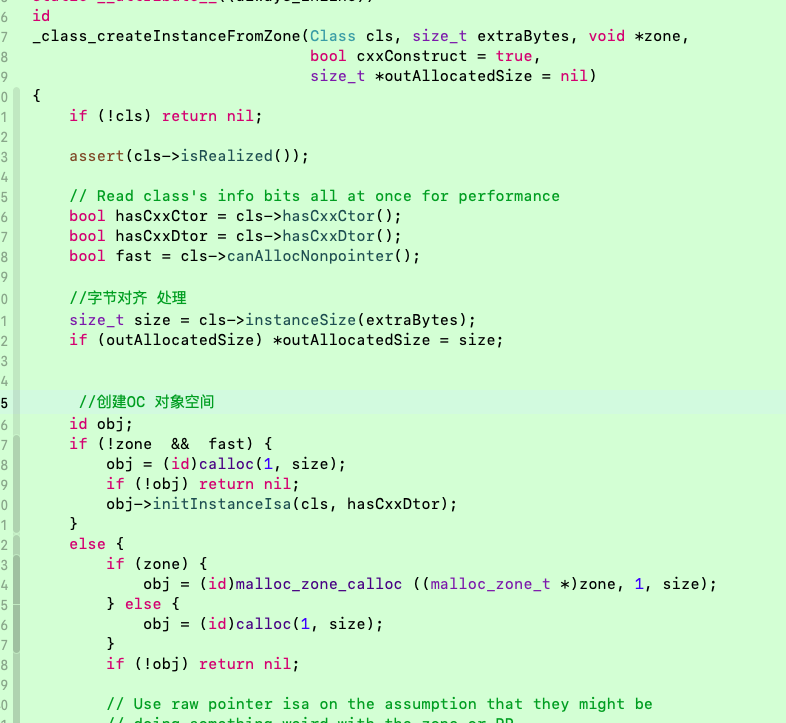 6 id
7 _class_createInstanceFromZone(Class cls, size_t extraBytes, void *zone,
8                               bool cxxConstruct = true,
9                               size_t *outAllocatedSize = nil)
0 {
1     if (!cls) return nil;
2
3     assert(cls->isRealized());
4
5     // Read class's info bits all at once for performance
6     bool hasCxxCtor = cls->hasCxxCtor();
7     bool hasCxxDtor = cls->hasCxxDtor();
8     bool fast = cls->canAllocNonpointer();
9
0     //字节对齐 处理
1     size_t size = cls->instanceSize(extraBytes);
2     if (outAllocatedSize) *outAllocatedSize = size;
3
4
5      //创建OC 对象空间
6     id obj;
7     if (!zone  &&  fast) {
8         obj = (id)calloc(1, size);
9         if (!obj) return nil;
0         obj->initInstanceIsa(cls, hasCxxDtor);
1     }
2     else {
3         if (zone) {
4             obj = (id)malloc_zone_calloc ((malloc_zone_t *)zone, 1, size);
5         } else {
6             obj = (id)calloc(1, size);
7         }
8         if (!obj) return nil;
9
0         // Use raw pointer isa on the assumption that they might be